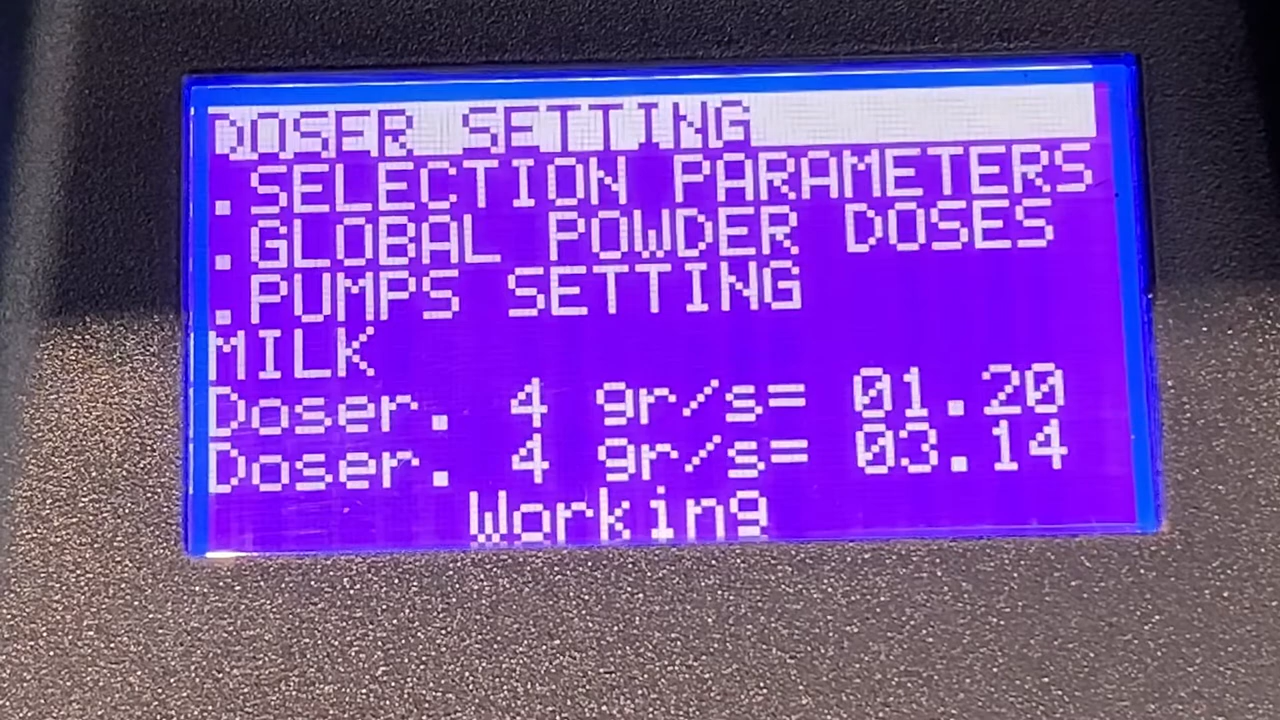 DOSER SETTING
.SELECTION PARAMETERS
.GLOBAL POWDER DOSES
.PUMPS SETTING
MILK
Doser. 4 gr/s= 01.20
Doser. 4 gr/s= 03.14
Working